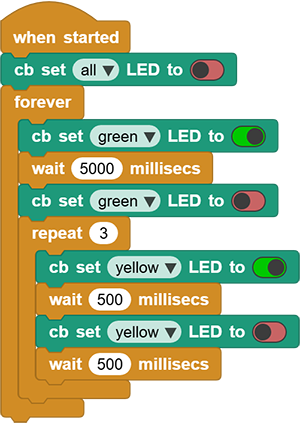 when started
cb set all ▼ LED to
forever
cb set green ▼ LED to
wait 5000 millisecs
cb set green ▼ LED to
repeat 3
cb set yellow ▼ LED to
wait 500 millisecs
cb set yellow ▼ LED to
wait 500 millisecs